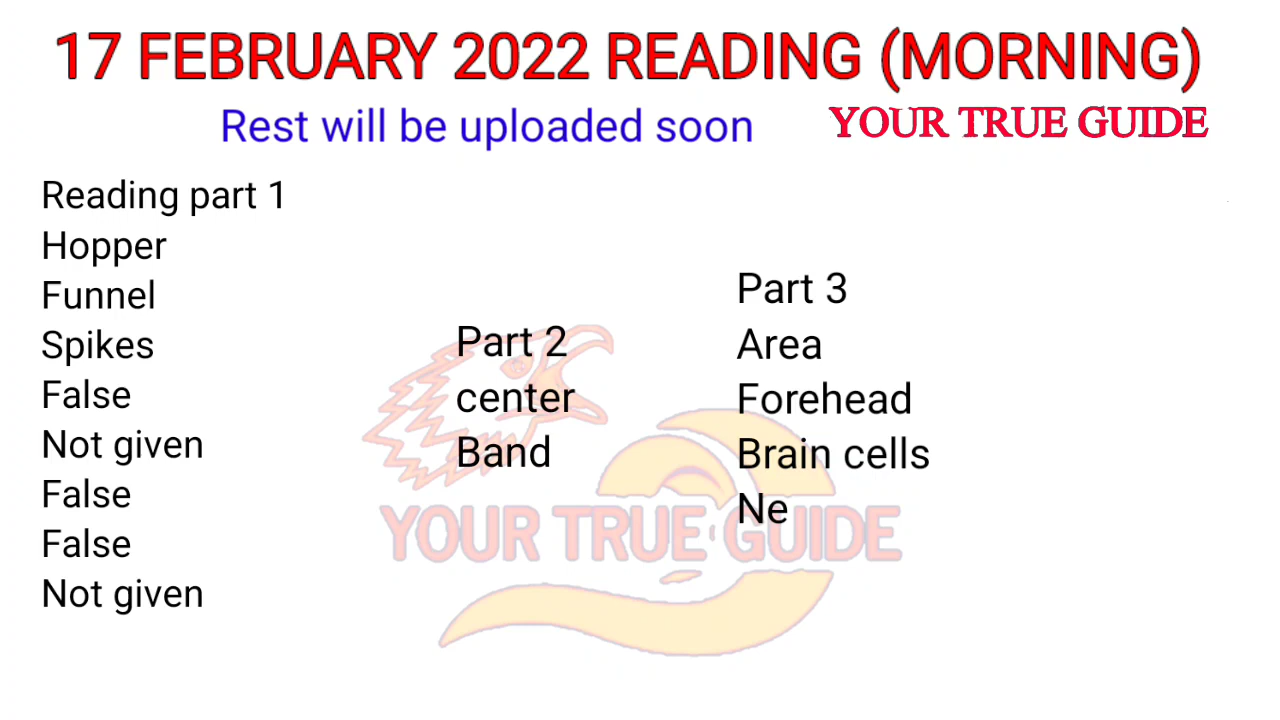 17 FEBRUARY 2022 READING (MORNING)
Rest will be uploaded soon
YOUR TRUE GUIDE
Reading part 1
Hopper
Funnel
Spikes
False
Not given
False
False
Not given
Part 2
center
Band
Part 3
Area
Forehead
Brain cells
Ne
YOUR TRUE GUIDE